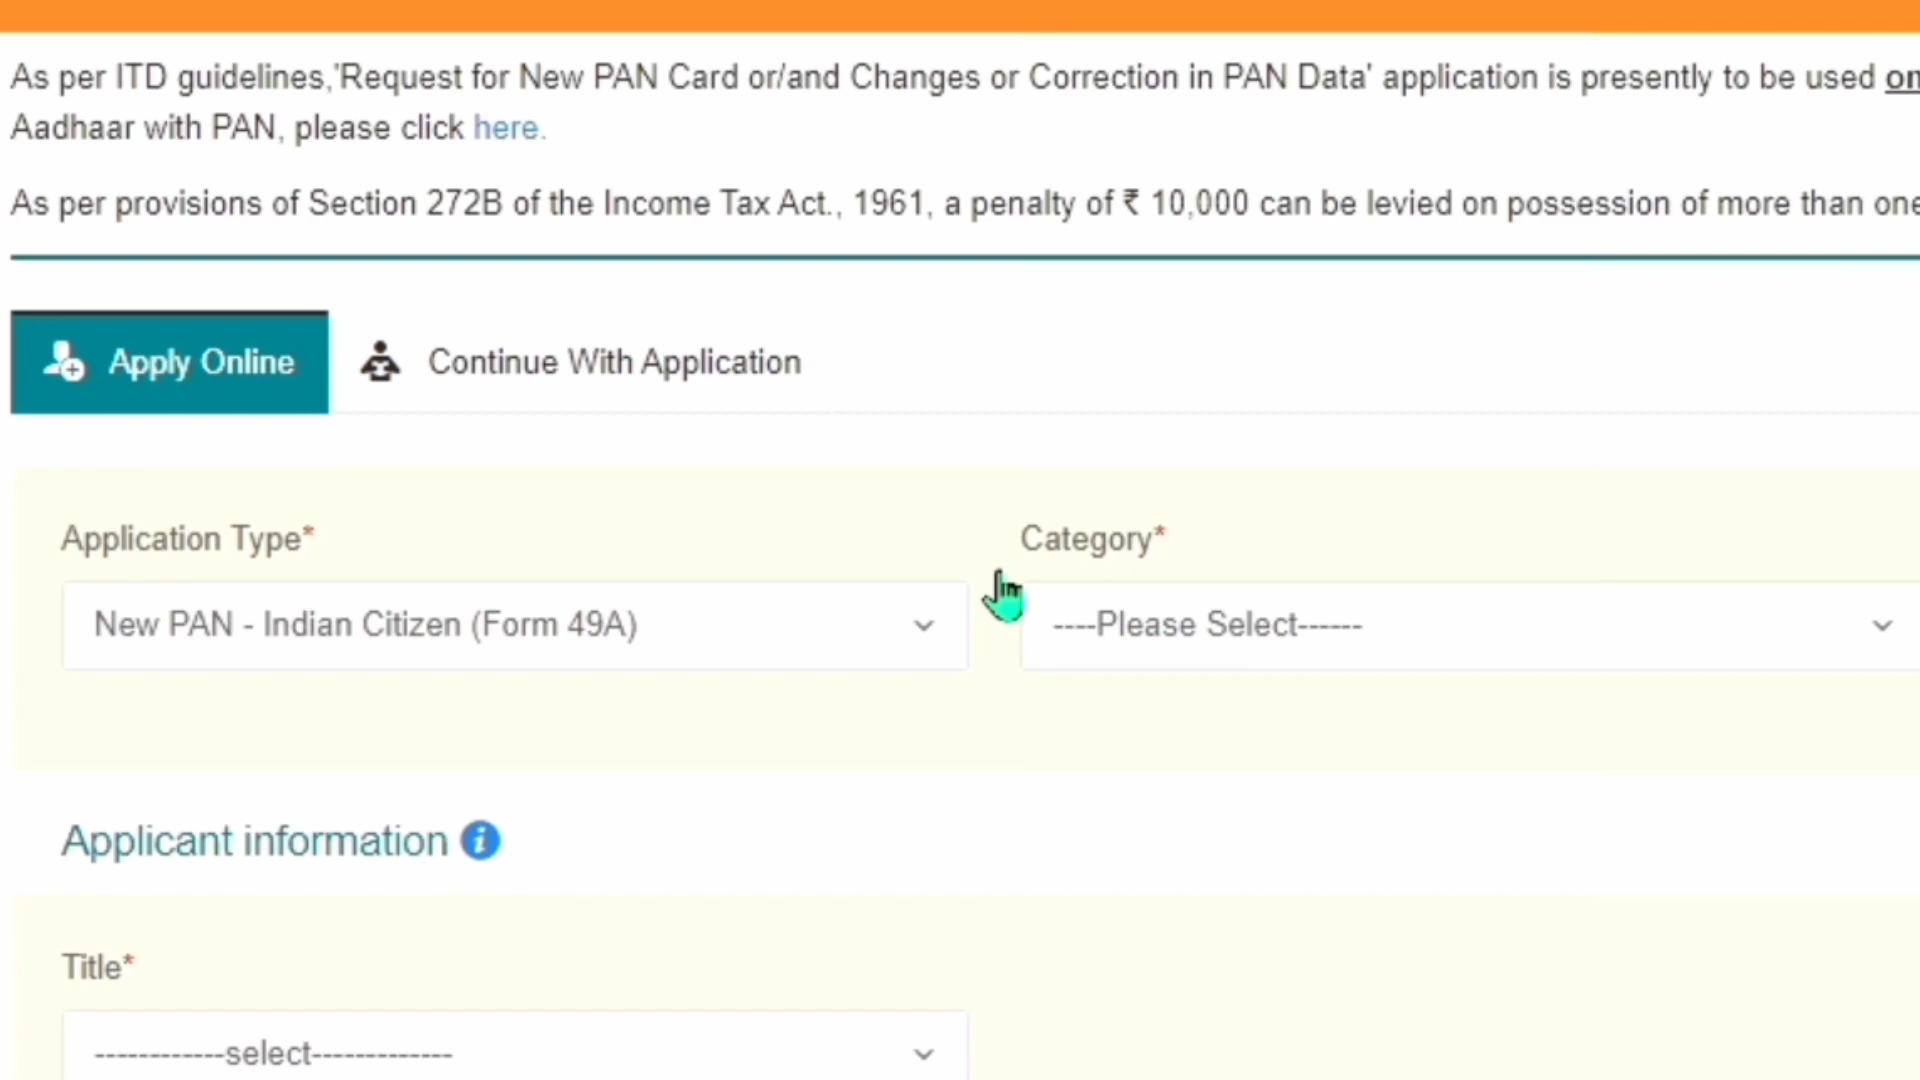 As per ITD guidelines,'Request for New PAN Card or/and Changes or Correction in PAN Data' application is presently to be used
Aadhaar with PAN, please click here.
As per provisions of Section 272B of the Income Tax Act., 1961, a penalty of ₹ 10,000 can be levied on possession of more than one
Apply Online Continue With Application
Application Type* Category*
New PAN - Indian Citizen (Form 49A) ----Please Select------
Applicant information
Title*
------------select-------------